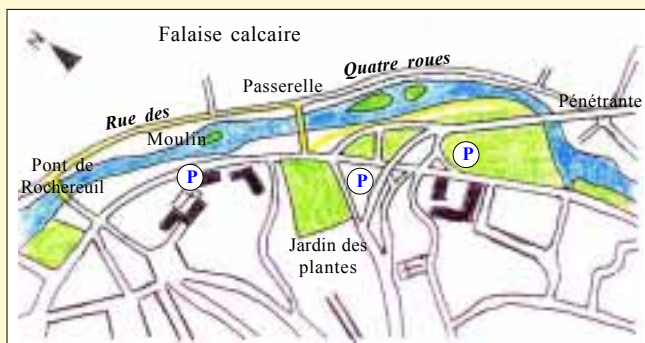 N
Falaise calcaire
Quatre roues
Passerelle
Rue des
Pénétrante
Moulin
Pont de
Rochereuil
P
P
P
Jardin des
plantes